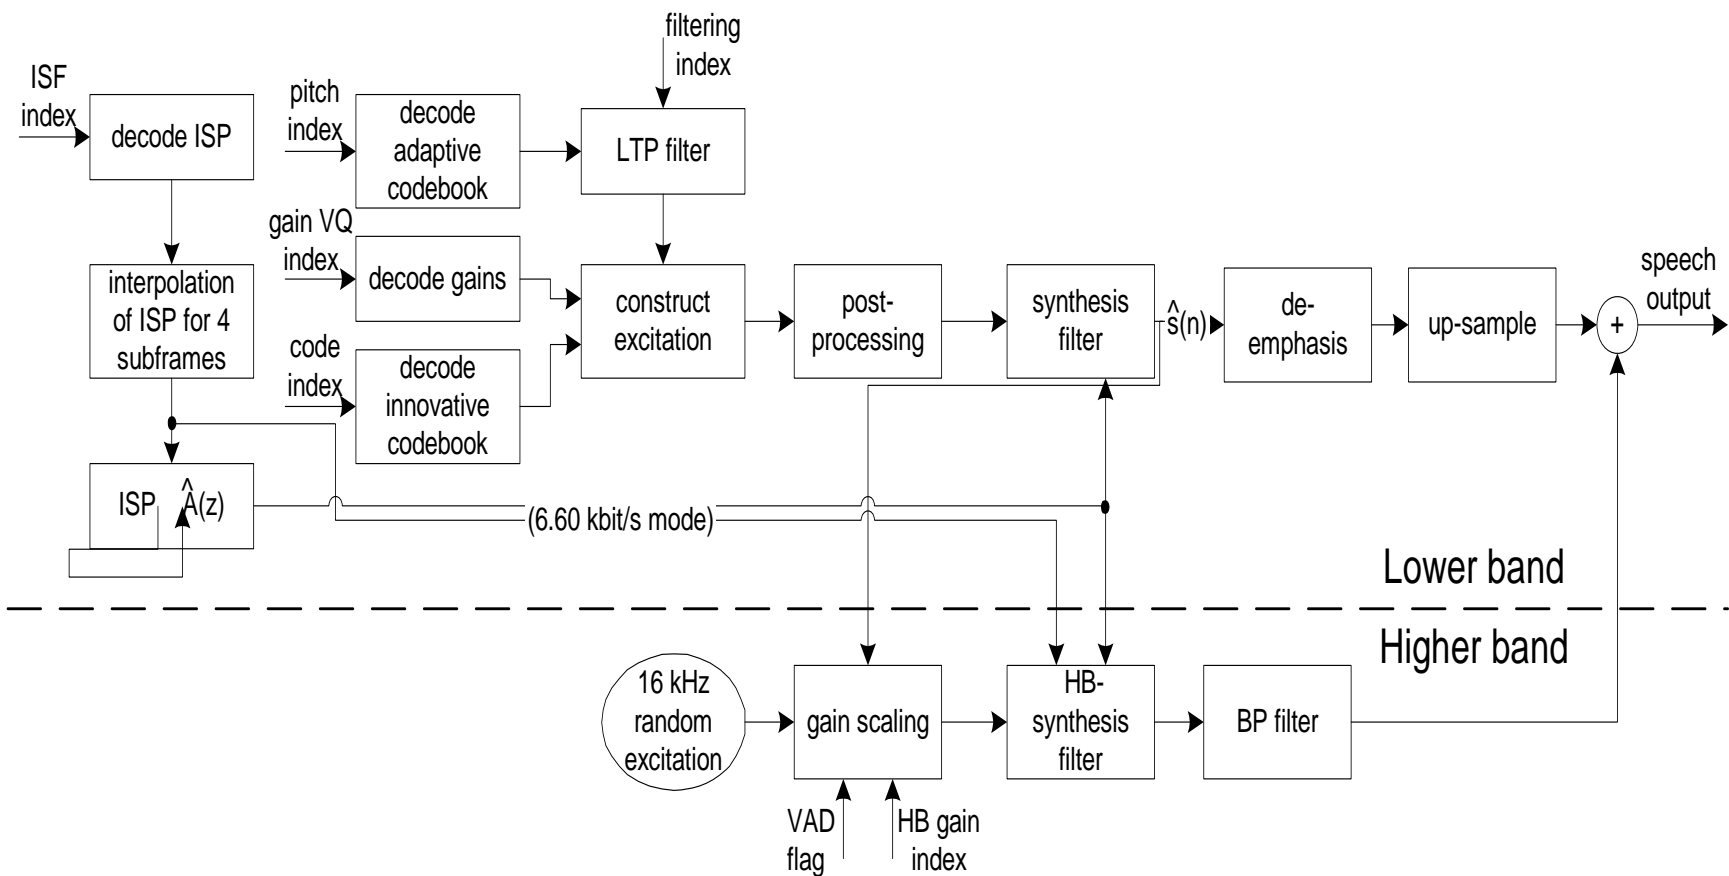 filtering
index
ISF
index
decode ISP
pitch
index
decode
adaptive
codebook
LTP filter
gain VQ
index
decode gains
interpolation
of ISP for 4
subframes
construct
excitation
post-
processing
synthesis
filter
ŝ(n)
de-
emphasis
up-sample
+
speech
output
code
index
decode
innovative
codebook
ISP Â(z)
(6.60 kbit/s mode)
Lower band
Higher band
16 kHz
random
excitation
gain scaling
HB-
synthesis
filter
BP filter
VAD
flag
HB gain
index